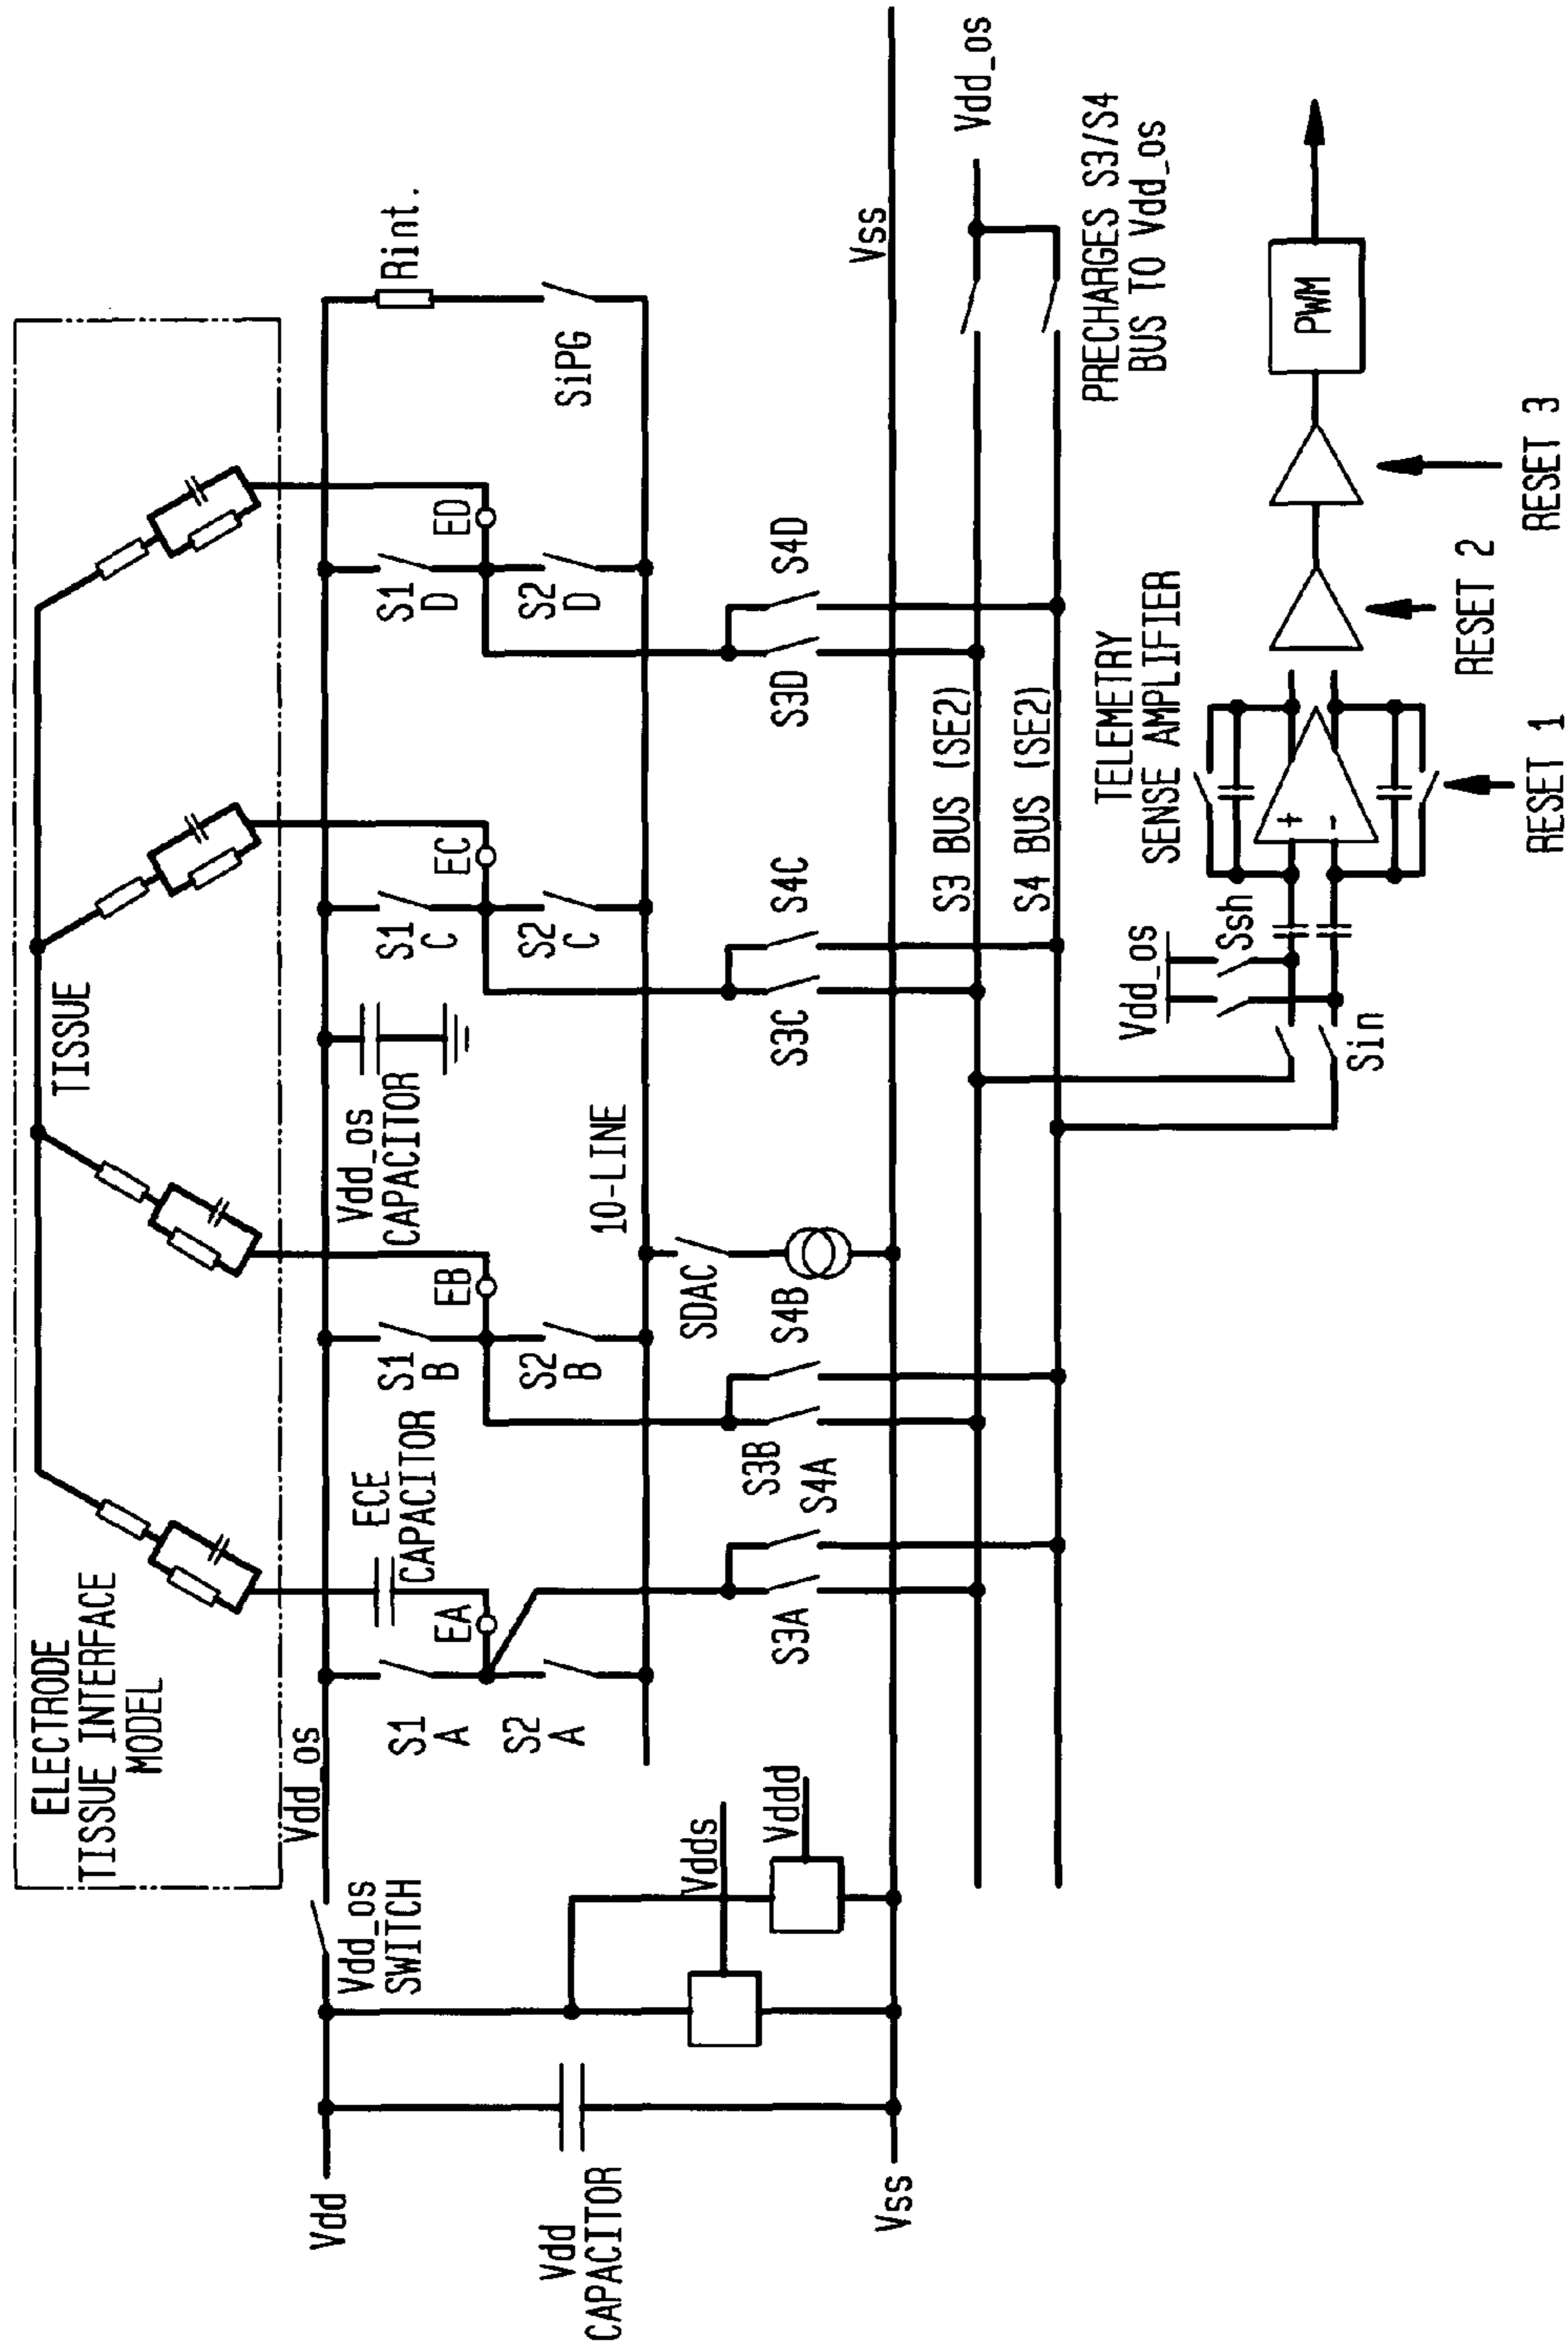 ELECTRODE
TISSUE INTERFACE
MODEL
TISSUE
Vdd
Vdd_os
SWITCH
Vdd_os
Vdd
CAPACITOR
Vss
Vdds
Vddd
S1
A
S2
A
EA
ECE
CAPACITOR
S1
B
S2
B
EB
Vdd_os
CAPACITOR
10-LINE
S1
C
S2
C
EC
S1
D
S2
D
ED
Rint.
SiPG
SDAC
S3A
S4A
S3B
S4B
S3C
S4C
S3D
S4D
Vss
S3 BUS (SE2)
S4 BUS (SE2)
Vdd_os
PRECHARGES S3/S4
BUS TO Vdd_os
Vdd_os
Ssh
Sin
TELEMETRY
SENSE AMPLIFIER
+
-
PWM
RESET 1
RESET 2
RESET 3